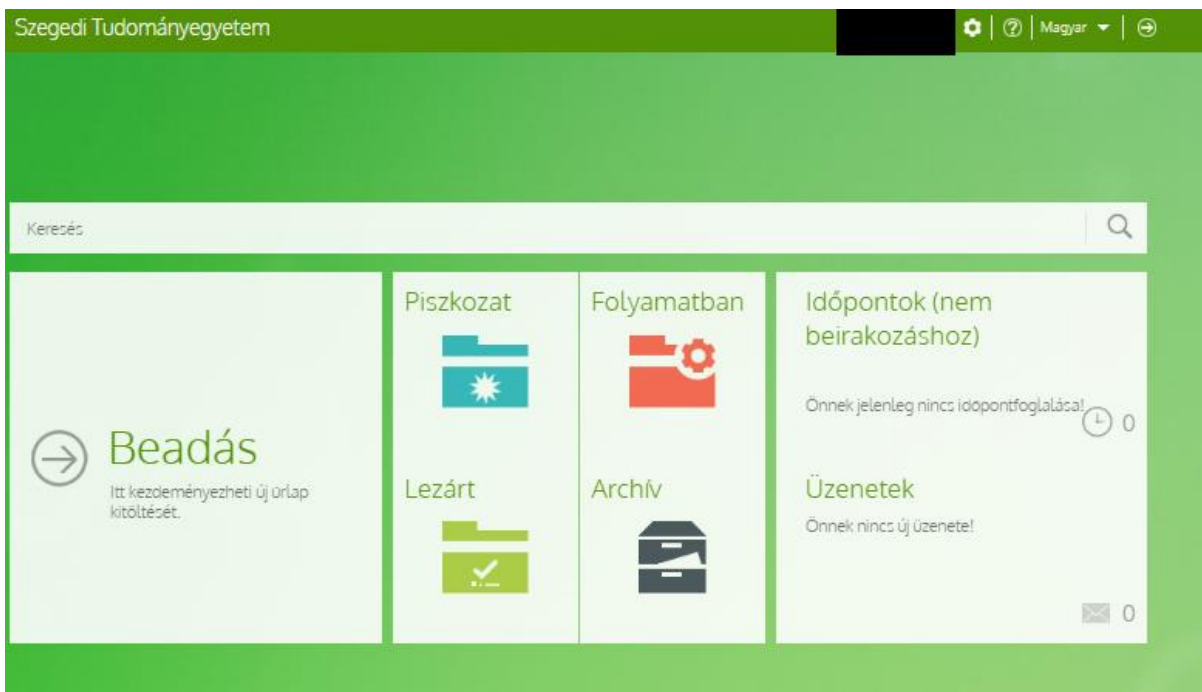 Szegedi Tudományegyetem
Magyar
Keresés
Beadás
Itt kezdeményezheti új űrlap
kitöltését.
Piszkozat
Folyamatban
Lezárt
Archív
Időpontok (nem
beirakozáshoz)
Önnek jelenleg nincs időpontfoglalása!
0
Üzenetek
Önnek nincs új üzenete!
0